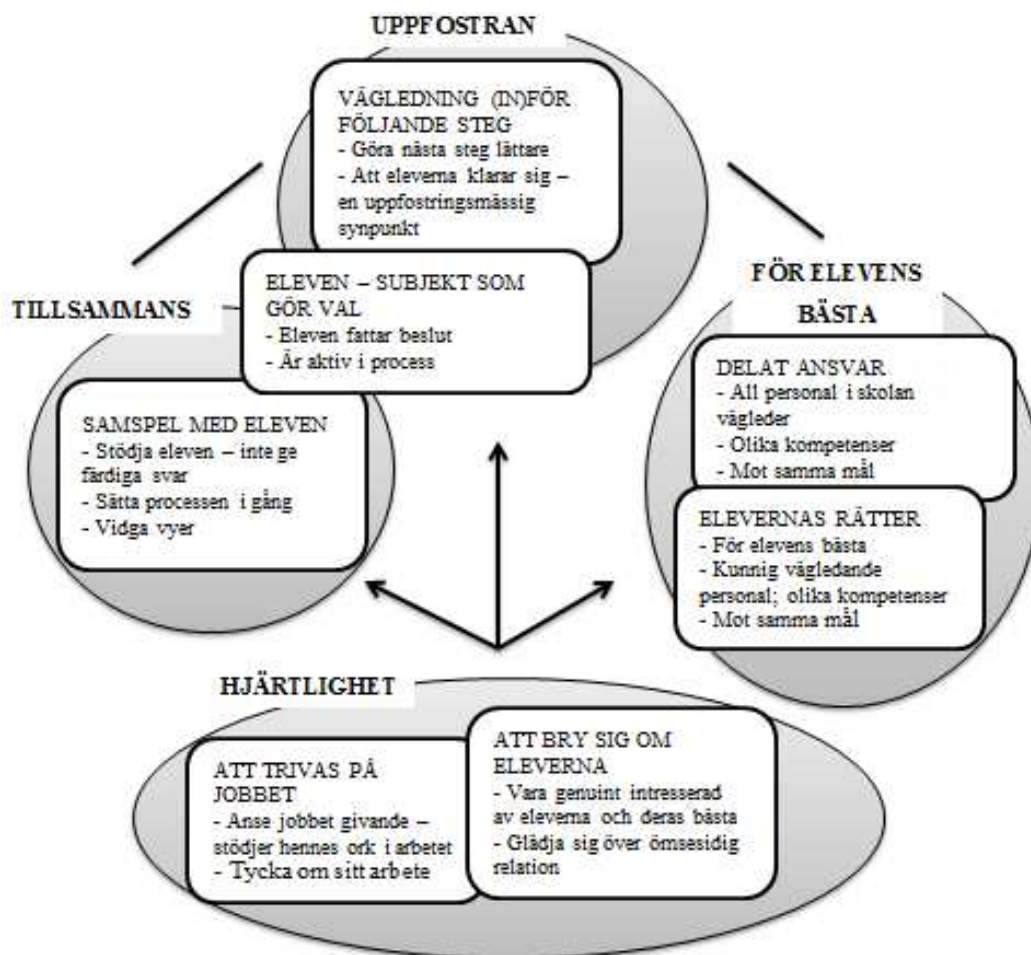 UPPFOSTRAN
VÄGLEDNING (IN)FÖR
FÖLJANDE STEG
- Göra nästa steg lättare
- Att eleverna klarar sig –
en uppfostringsmässig
synpunkt
ELEVEN – SUBJEKT SOM
GÖR VAL
- Eleven fattar beslut
- Är aktiv i process
TILLSAMMANS
SAMSPEL MED ELEVEN
- Stödja eleven – inte ge
färdiga svar
- Sätta processen i gång
- Vidga vyer
FÖR ELEVENS
BÄSTA
DELAT ANSVAR
- All personal i skolan
vägleder
- Olika kompetenser
- Mot samma mål
ELEVERNAS RÄTTER
- För elevens bästa
- Kunnig vägledande
personal; olika kompetenser
- Mot samma mål
HJÄRTLIGHET
ATT TRIVAS PÅ
JOBBET
- Anse jobbet givande –
stödjer hennes ork i arbetet
- Tycka om sitt arbete
ATT BRY SIG OM
ELEVERNA
- Vara genuint intresserad
av eleverna och deras bästa
- Glädja sig över ömsesidig
relation